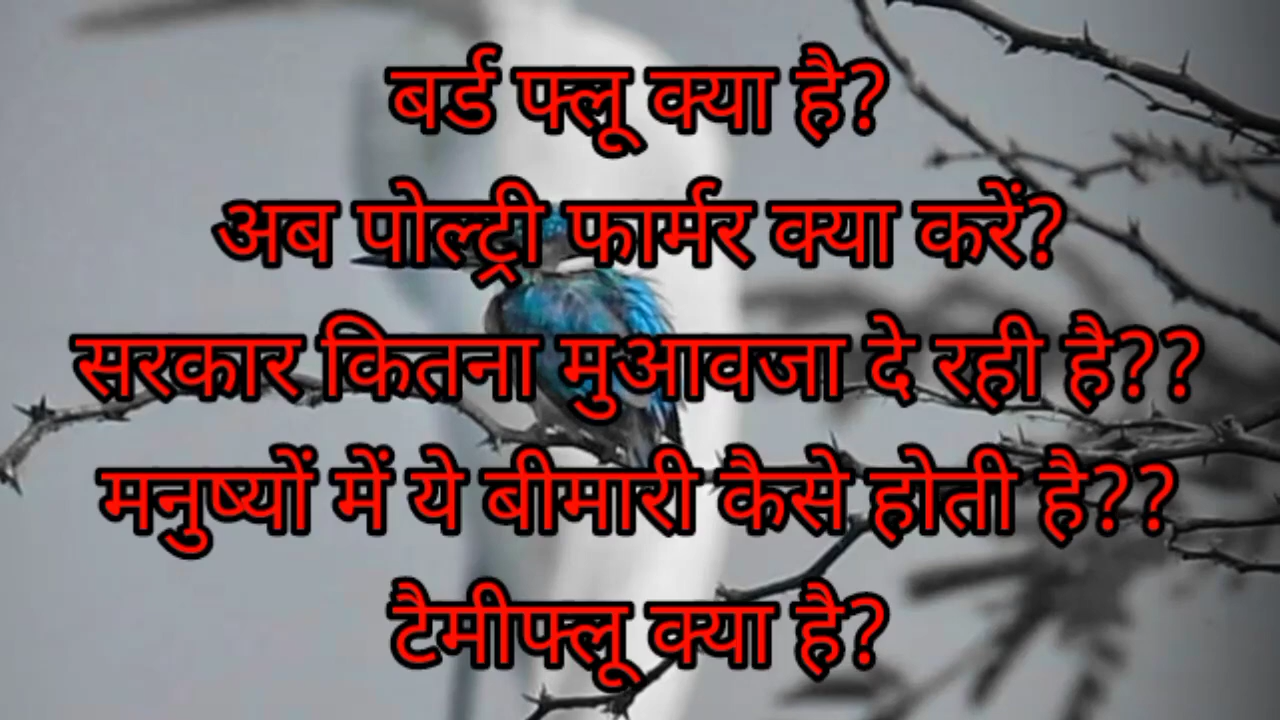 बर्ड फ्लू क्या है?
अब पोल्ट्री फार्मर क्या करें?
सरकार कितना मुआवजा दे रही है??
मनुष्यों में ये बीमारी कैसे होती है??
टैमीफ्लू क्या है?